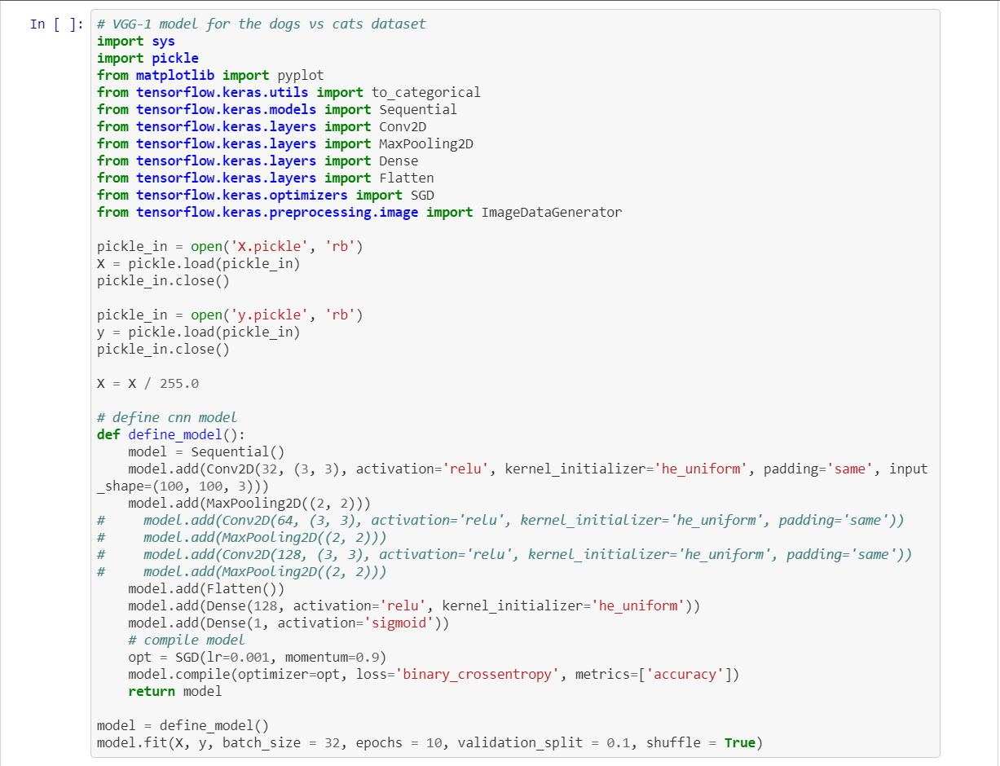 In [ ]: # VGG-1 model for the dogs vs cats dataset
import sys
import pickle
from matplotlib import pyplot
from tensorflow.keras.utils import to_categorical
from tensorflow.keras.models import Sequential
from tensorflow.keras.layers import Conv2D
from tensorflow.keras.layers import MaxPooling2D
from tensorflow.keras.layers import Dense
from tensorflow.keras.layers import Flatten
from tensorflow.keras.optimizers import SGD
from tensorflow.keras.preprocessing.image import ImageDataGenerator

pickle_in = open('X.pickle', 'rb')
X = pickle.load(pickle_in)
pickle_in.close()

pickle_in = open('y.pickle', 'rb')
y = pickle.load(pickle_in)
pickle_in.close()

X = X / 255.0

# define cnn model
def define_model():
    model = Sequential()
    model.add(Conv2D(32, (3, 3), activation='relu', kernel_initializer='he_uniform', padding='same', input
_shape=(100, 100, 3)))
    model.add(MaxPooling2D((2, 2)))
#     model.add(Conv2D(64, (3, 3), activation='relu', kernel_initializer='he_uniform', padding='same'))
#     model.add(MaxPooling2D((2, 2)))
#     model.add(Conv2D(128, (3, 3), activation='relu', kernel_initializer='he_uniform', padding='same'))
#     model.add(MaxPooling2D((2, 2)))
    model.add(Flatten())
    model.add(Dense(128, activation='relu', kernel_initializer='he_uniform'))
    model.add(Dense(1, activation='sigmoid'))
    # compile model
    opt = SGD(lr=0.001, momentum=0.9)
    model.compile(optimizer=opt, loss='binary_crossentropy', metrics=['accuracy'])
    return model

model = define_model()
model.fit(X, y, batch_size = 32, epochs = 10, validation_split = 0.1, shuffle = True)